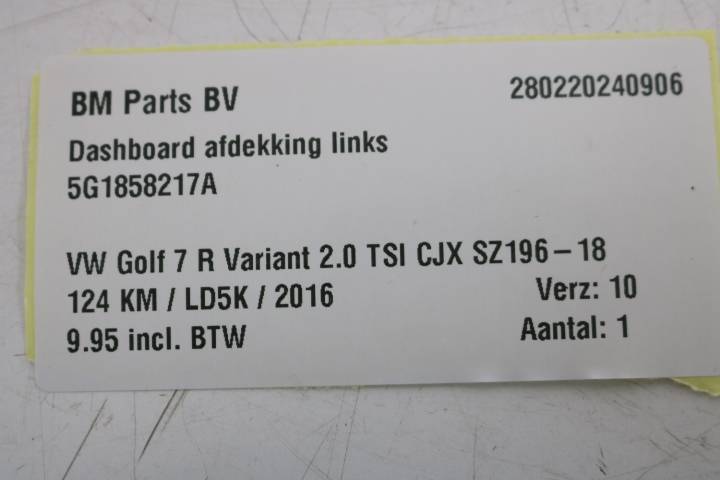 BM Parts BV 280220240906
Dashboard afdekking links
5G1858217A
VW Golf 7 R Variant 2.0 TSI CJX SZ196-18
124 KM / LD5K / 2016 Verz: 10
9.95 incl. BTW Aantal: 1